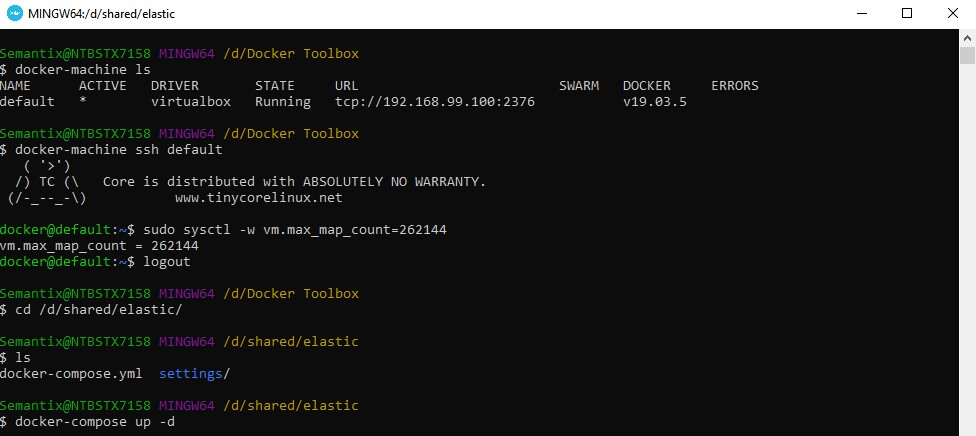 MINGW64:/d/shared/elastic
Semantix@NTBSTX7158 MINGW64 /d/Docker Toolbox
$ docker-machine ls
NAME      ACTIVE   DRIVER       STATE     URL                         SWARM   DOCKER     ERRORS
default   *        virtualbox   Running   tcp://192.168.99.100:2376           v19.03.5
Semantix@NTBSTX7158 MINGW64 /d/Docker Toolbox
$ docker-machine ssh default
   ( '>')
  /) TC (\   Core is distributed with ABSOLUTELY NO WARRANTY.
 (/-_--_-\)           www.tinycorelinux.net
docker@default:~$ sudo sysctl -w vm.max_map_count=262144
vm.max_map_count = 262144
docker@default:~$ logout
Semantix@NTBSTX7158 MINGW64 /d/Docker Toolbox
$ cd /d/shared/elastic/
Semantix@NTBSTX7158 MINGW64 /d/shared/elastic
$ ls
docker-compose.yml  settings/
Semantix@NTBSTX7158 MINGW64 /d/shared/elastic
$ docker-compose up -d